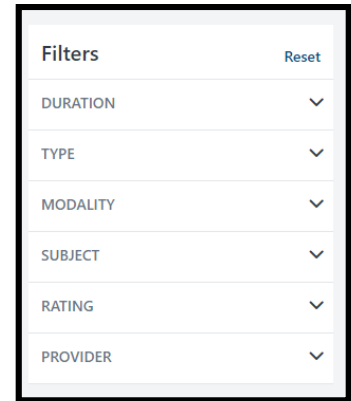 Filters Reset
DURATION
TYPE
MODALITY
SUBJECT
RATING
PROVIDER